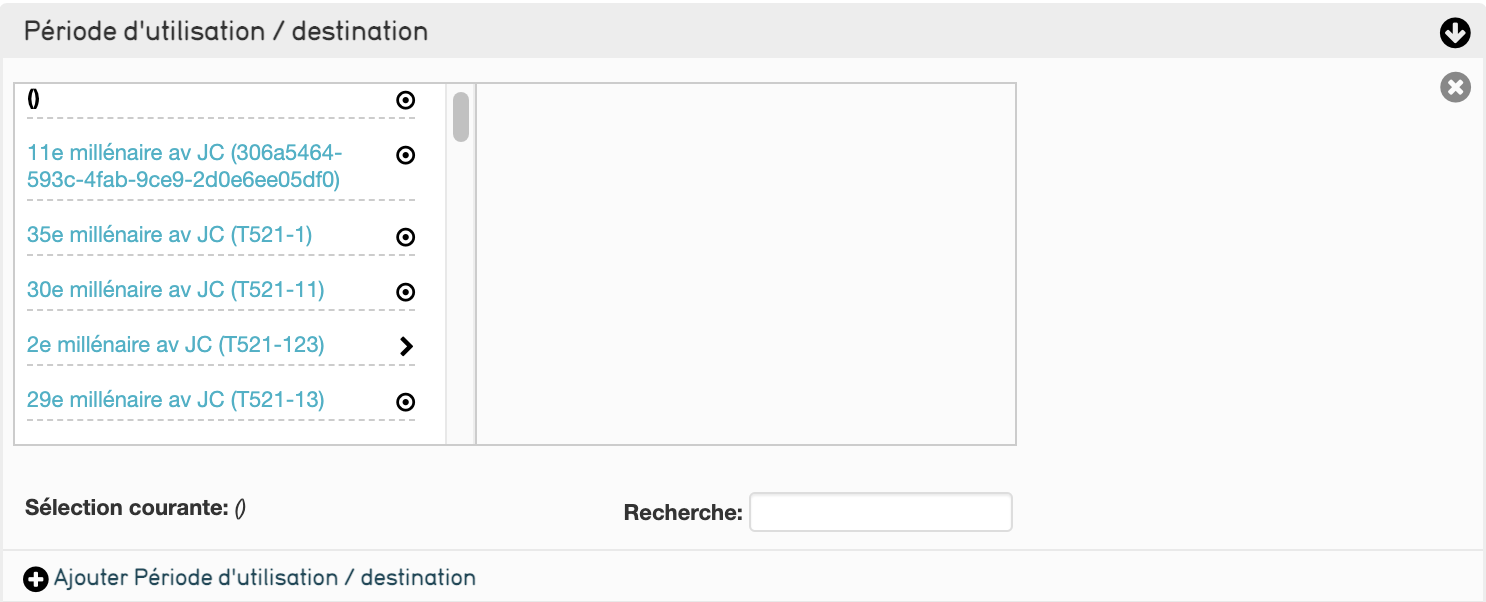 Période d'utilisation / destination
()
11e millénaire av JC (306a5464-
593c-4fab-9ce9-2d0e6ee05df0)
35e millénaire av JC (T521-1)
30e millénaire av JC (T521-11)
2e millénaire av JC (T521-123)
29e millénaire av JC (T521-13)
Sélection courante: ()
Recherche:
Ajouter Période d'utilisation / destination